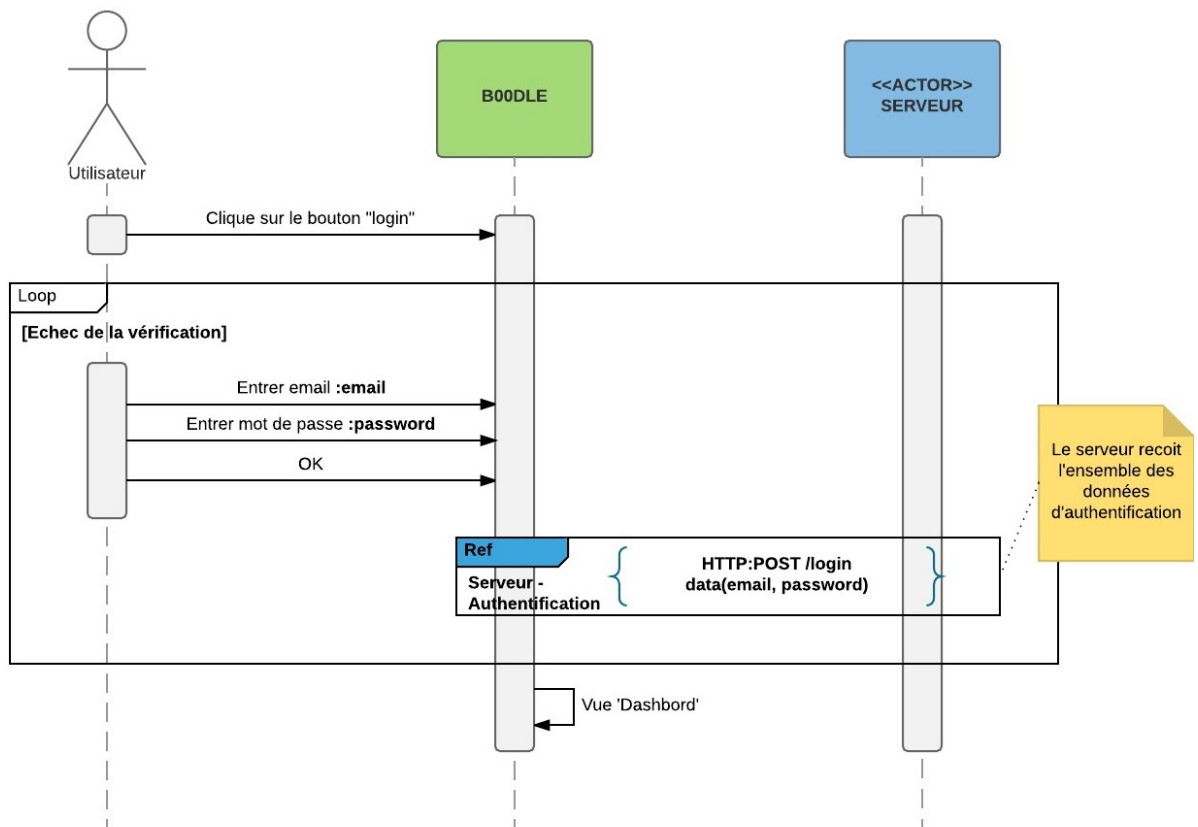 B00DLE
<<ACTOR>>
SERVEUR
Utilisateur
Clique sur le bouton "login"
Loop
[Echec de la vérification]
Entrer email :email
Entrer mot de passe :password
OK
Le serveur recoit
l'ensemble des
données
d'authentification
Ref
Serveur -
Authentification
HTTP:POST /login
data(email, password)
Vue 'Dashbord'